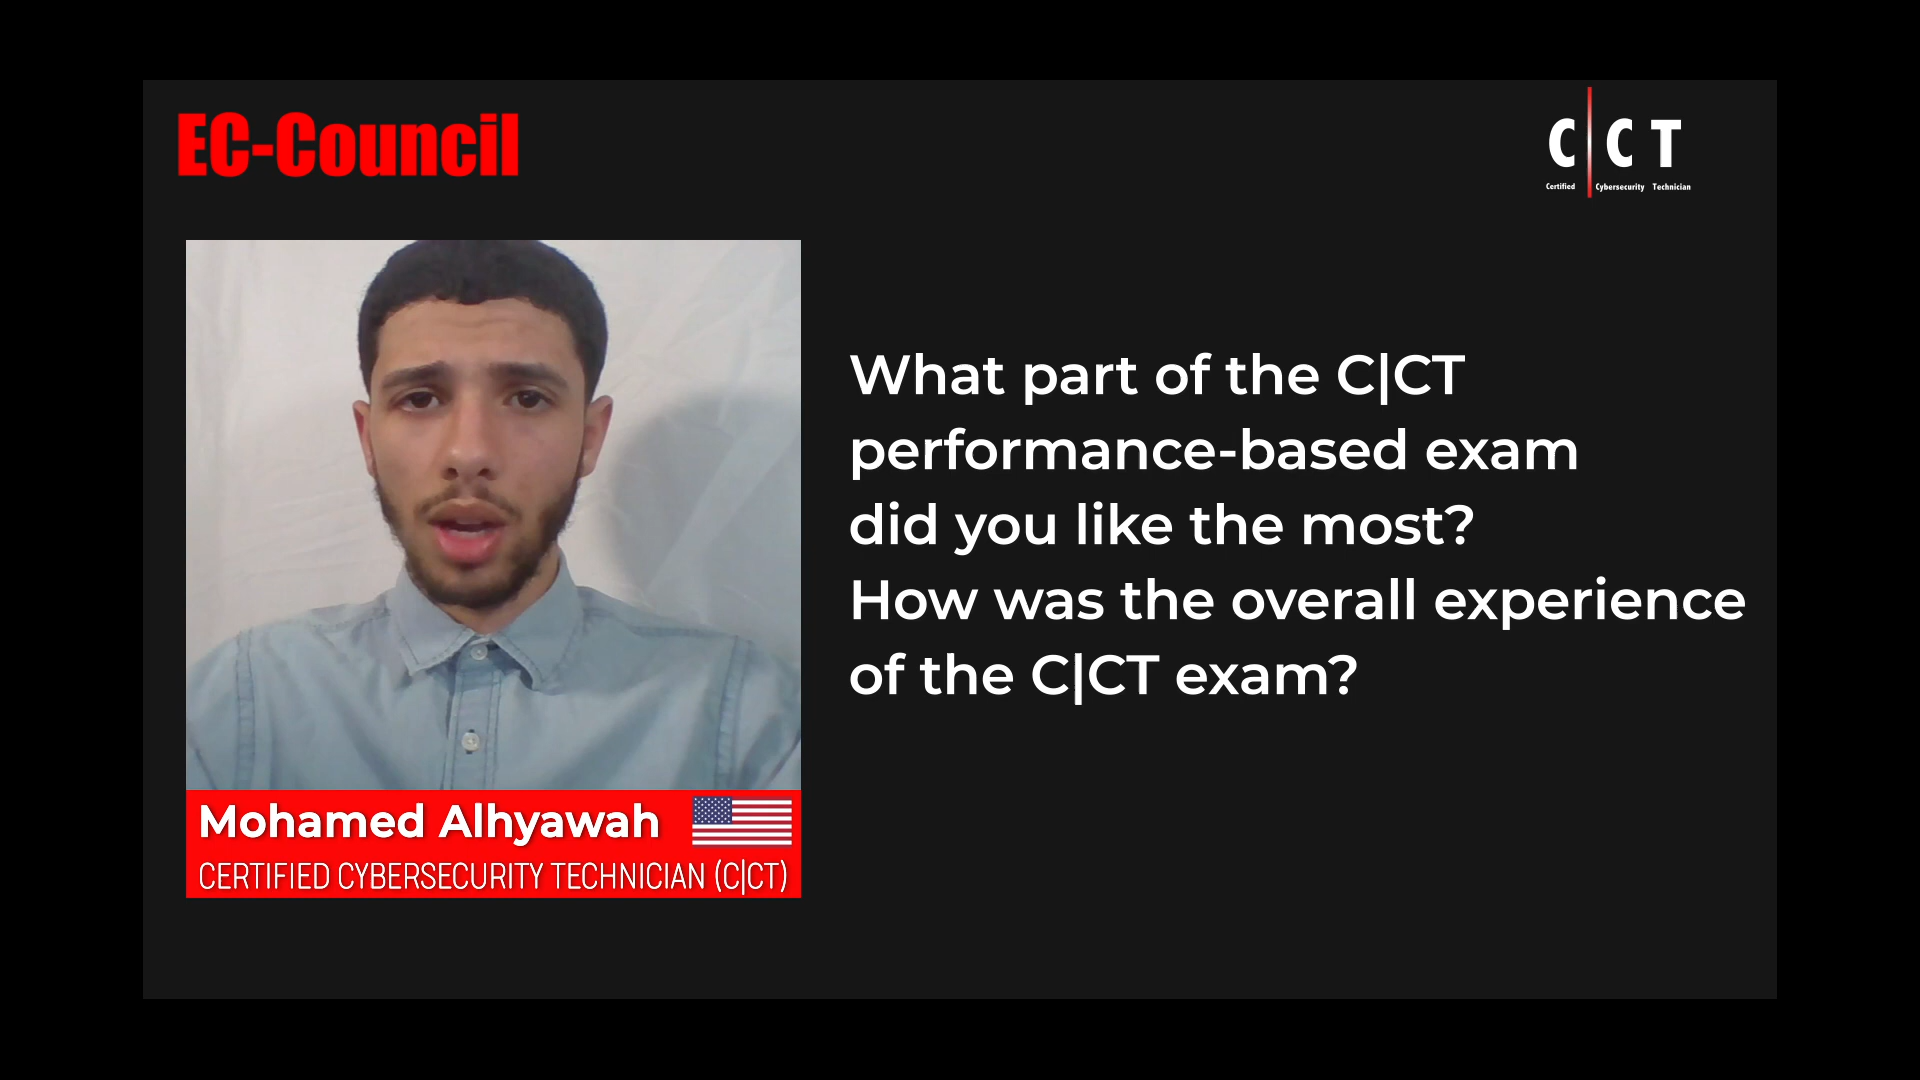 EC-Council
C|CT
Certified Cybersecurity Technician
What part of the C|CT
performance-based exam
did you like the most?
How was the overall experience
of the C|CT exam?
Mohamed Alhyawah
CERTIFIED CYBERSECURITY TECHNICIAN (C|CT)